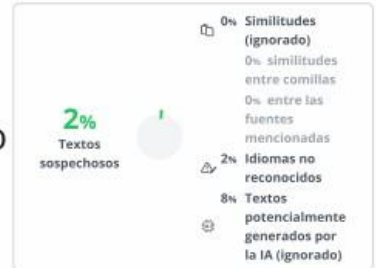 2%
Textos
sospechosos
0% Similitudes
(ignorado)
0% similitudes
entre comillas
0% entre las
fuentes
mencionadas
2% Idiomas no
reconocidos
8% Textos
potencialmente
generados por
la IA (ignorado)